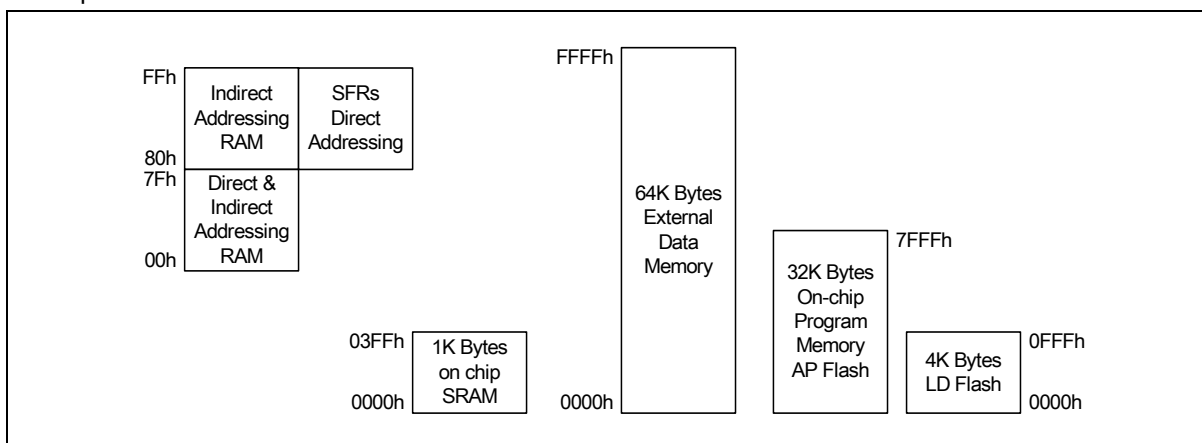 FFh
Indirect
Addressing
RAM
80h
SFRs
Direct
Addressing
7Fh
Direct &
Indirect
Addressing
RAM
00h
03FFh
1K Bytes
on chip
SRAM
0000h
FFFFh
64K Bytes
External
Data
Memory
0000h
7FFFh
32K Bytes
On-chip
Program
Memory
AP Flash
0FFFh
4K Bytes
LD Flash
0000h